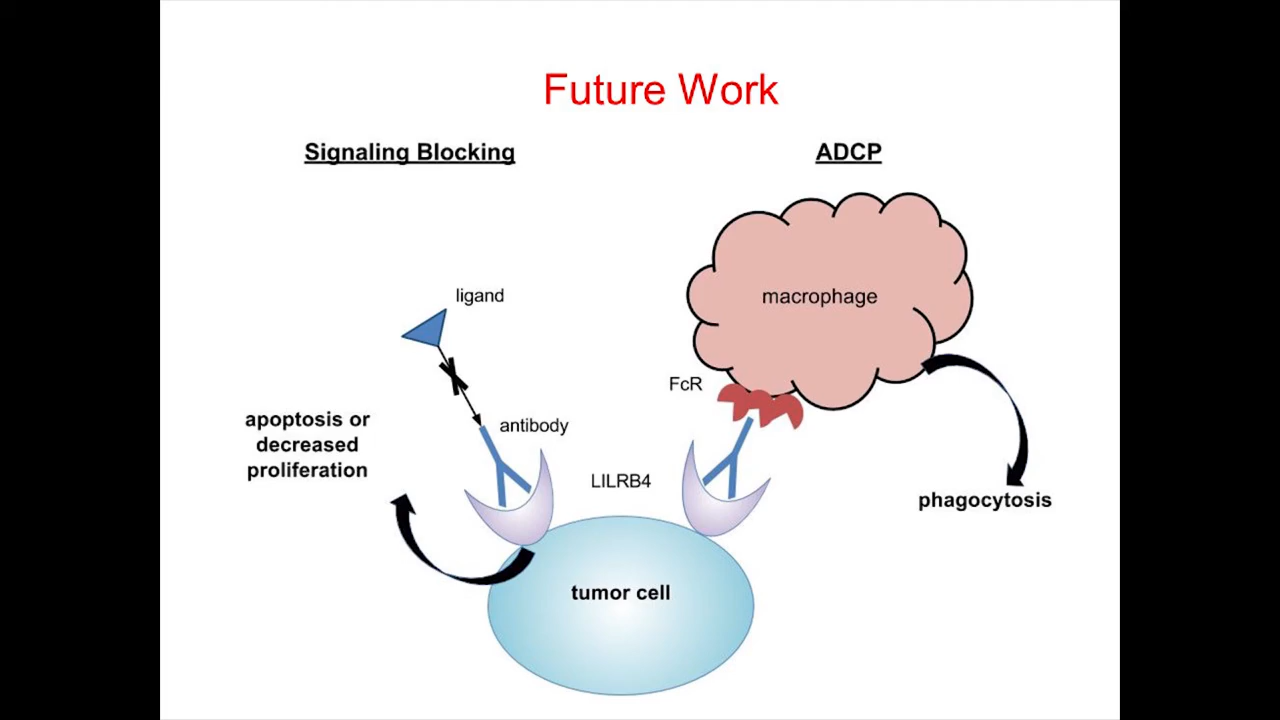 Future Work
Signaling Blocking
ADCP
ligand
macrophage
FcR
apoptosis or
decreased
proliferation
antibody
LILRB4
phagocytosis
tumor cell